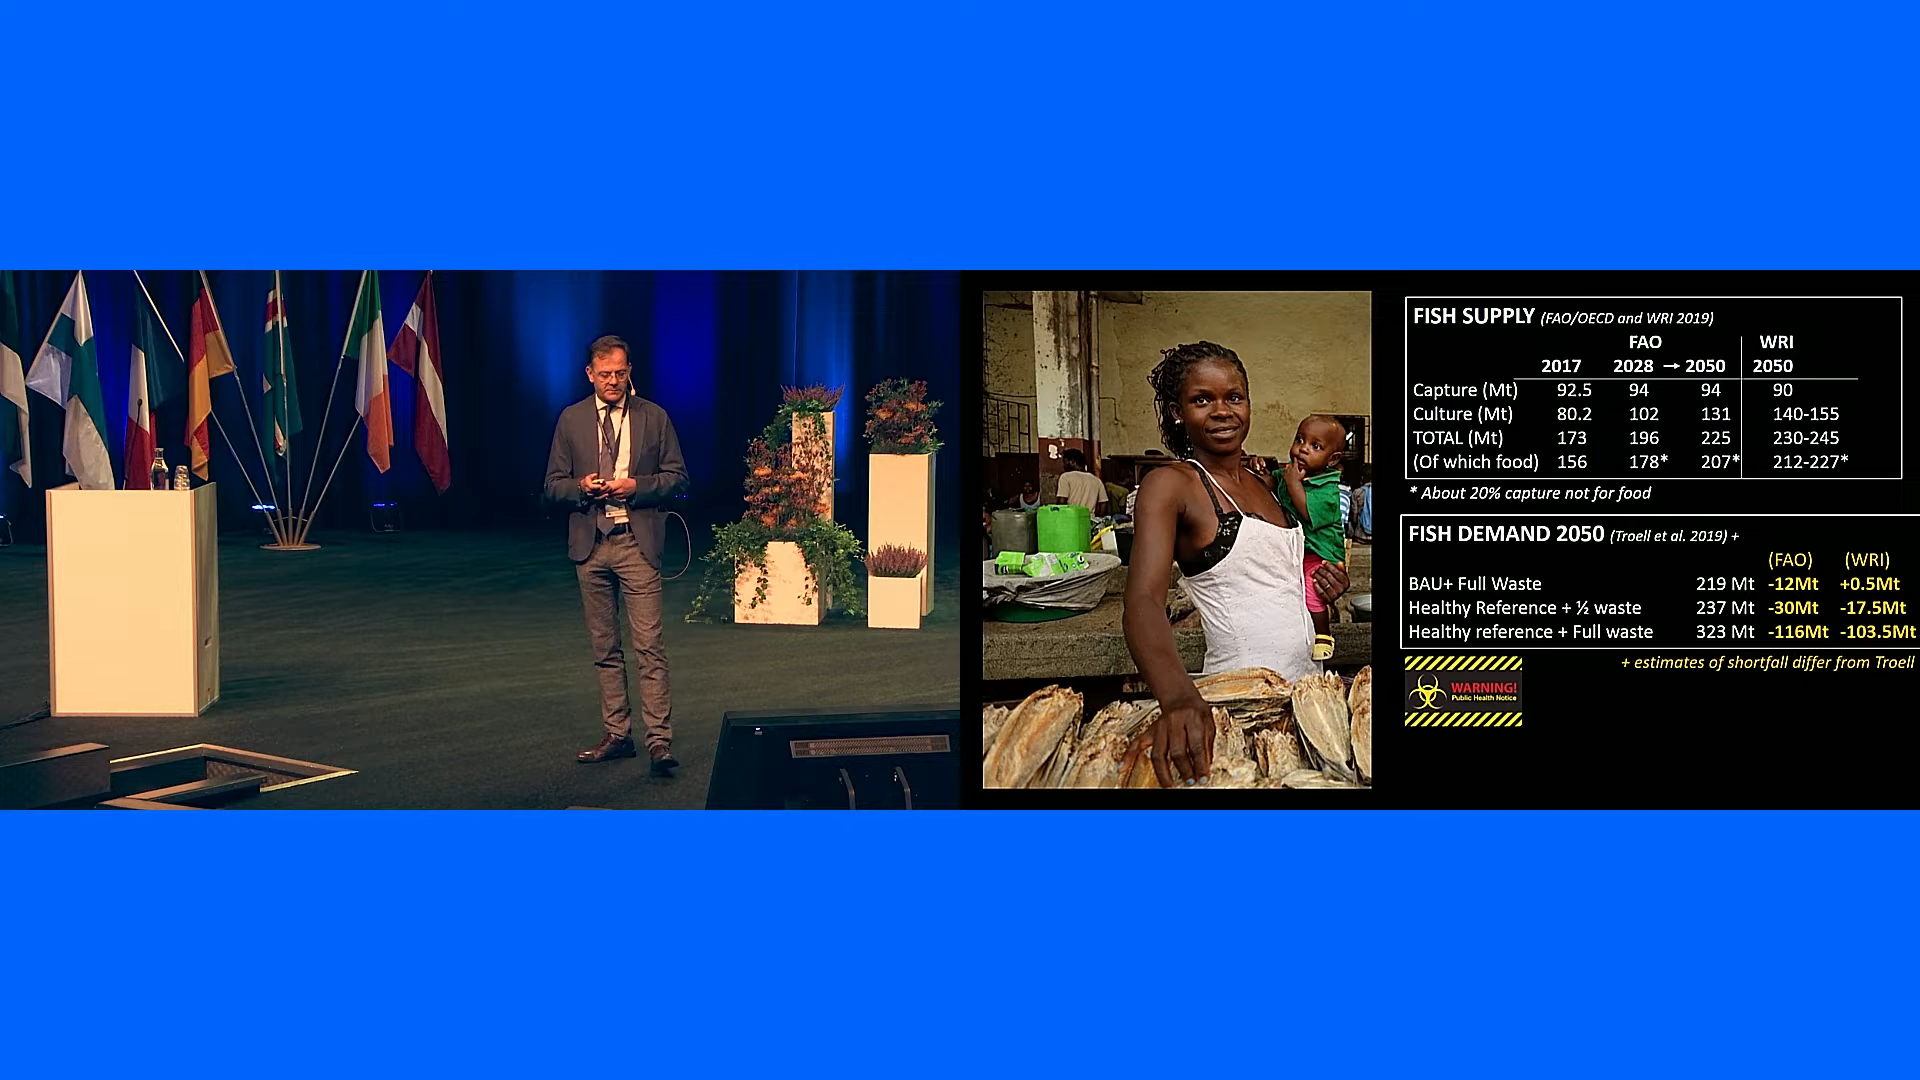 FISH SUPPLY (FAO/OECD and WRI 2019)
FAO WRI
2017 2028 → 2050 2050
Capture (Mt) 92.5 94 94 90
Culture (Mt) 80.2 102 131 140-155
TOTAL (Mt) 173 196 225 230-245
(Of which food) 156 178* 207* 212-227*
* About 20% capture not for food
FISH DEMAND 2050 (Troell et al. 2019) +
(FAO) (WRI)
BAU+ Full Waste 219 Mt -12Mt +0.5Mt
Healthy Reference + ½ waste 237 Mt -30Mt -17.5Mt
Healthy reference + Full waste 323 Mt -116Mt -103.5Mt
+ estimates of shortfall differ from Troell
WARNING!
Public Health Notice